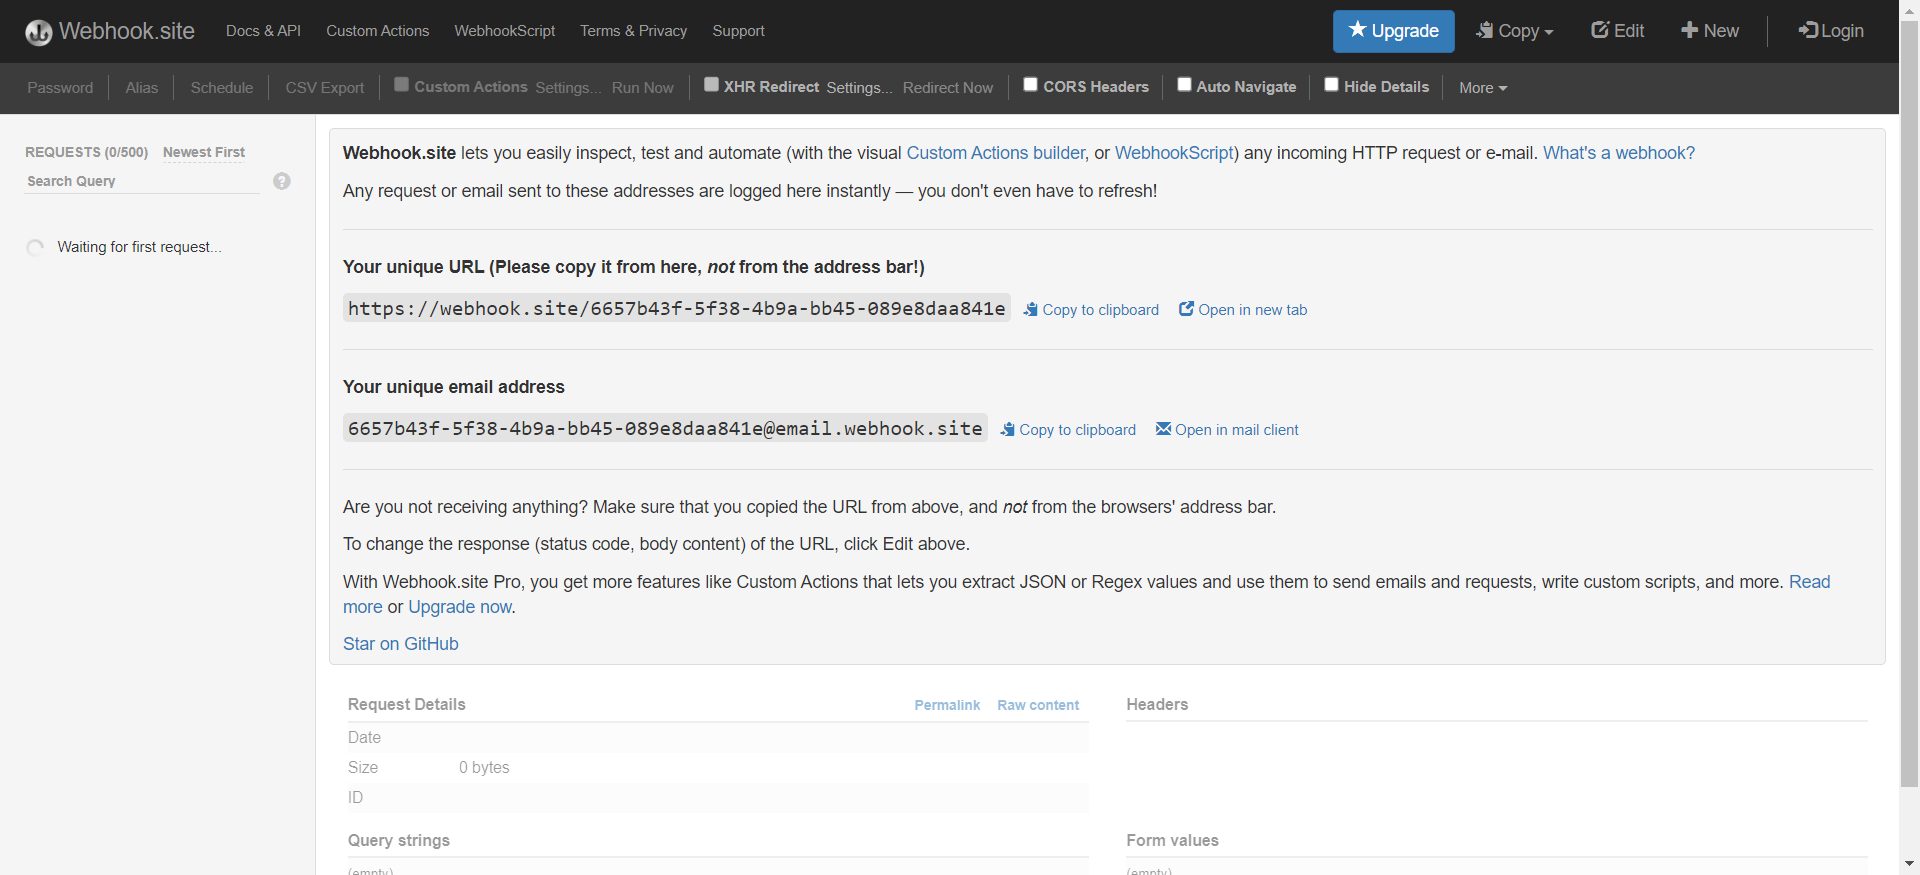 Webhook.site Docs & API Custom Actions WebhookScript Terms & Privacy Support Upgrade Copy Edit New Login
Password Alias Schedule CSV Export Custom Actions Settings... Run Now XHR Redirect Settings... Redirect Now CORS Headers Auto Navigate Hide Details More
REQUESTS (0/500) Newest First
Search Query ?
Waiting for first request...
Webhook.site lets you easily inspect, test and automate (with the visual Custom Actions builder, or WebhookScript) any incoming HTTP request or e-mail. What's a webhook?
Any request or email sent to these addresses are logged here instantly — you don't even have to refresh!
Your unique URL (Please copy it from here, not from the address bar!)
https://webhook.site/6657b43f-5f38-4b9a-bb45-089e8daa841e Copy to clipboard Open in new tab
Your unique email address
6657b43f-5f38-4b9a-bb45-089e8daa841e@email.webhook.site Copy to clipboard Open in mail client
Are you not receiving anything? Make sure that you copied the URL from above, and not from the browsers' address bar.
To change the response (status code, body content) of the URL, click Edit above.
With Webhook.site Pro, you get more features like Custom Actions that lets you extract JSON or Regex values and use them to send emails and requests, write custom scripts, and more. Read
more or Upgrade now.
Star on GitHub
Request Details Permalink Raw content
Date
Size 0 bytes
ID
Headers
Query strings
(empty)
Form values
(empty)